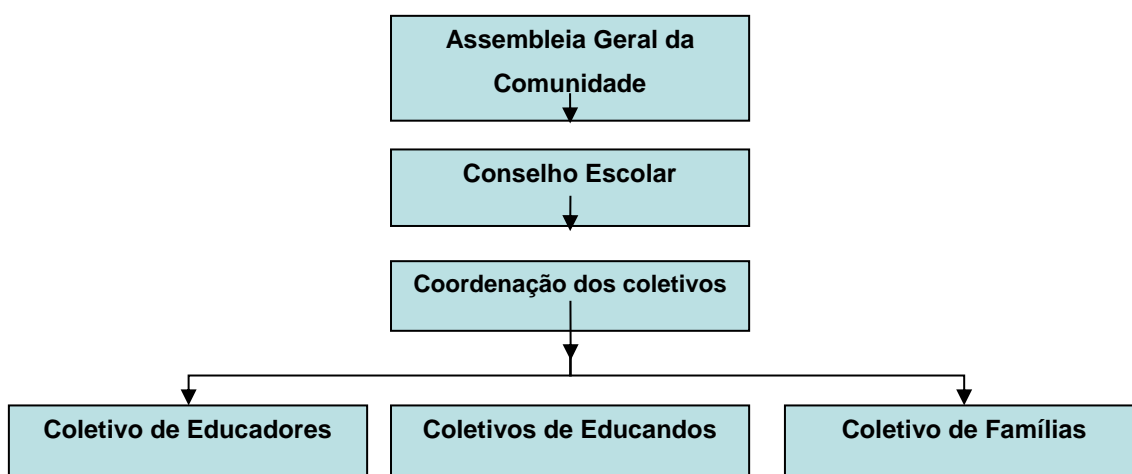 Assembleia Geral da
Comunidade
Conselho Escolar
Coordenação dos coletivos
Coletivo de Educadores
Coletivos de Educandos
Coletivo de Famílias